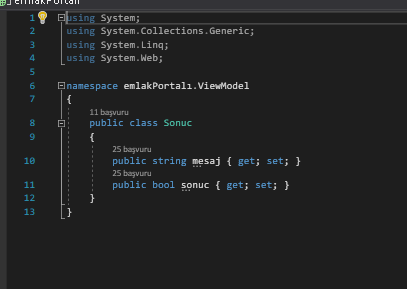 emlakPortalı
1 using System;
2 using System.Collections.Generic;
3 using System.Linq;
4 using System.Web;
5
6 namespace emlakPortalı.ViewModel
7 {
11 başvuru
8 public class Sonuc
9 {
25 başvuru
10 public string mesaj { get; set; }
25 başvuru
11 public bool sonuc { get; set; }
12 }
13 }